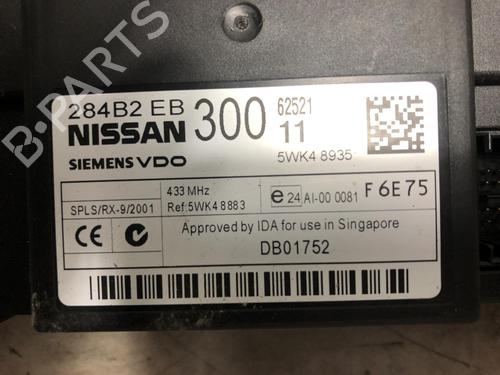 284B2 EB 300 62521
NISSAN 11
SIEMENS VDO 5WK4 8935
433 MHz
SPLS/RX-9/2001 Ref:5WK4 8883 e 24 AI-00 0081 F6E75
CE Approved by IDA for use in Singapore
DB01752
B-PARTS